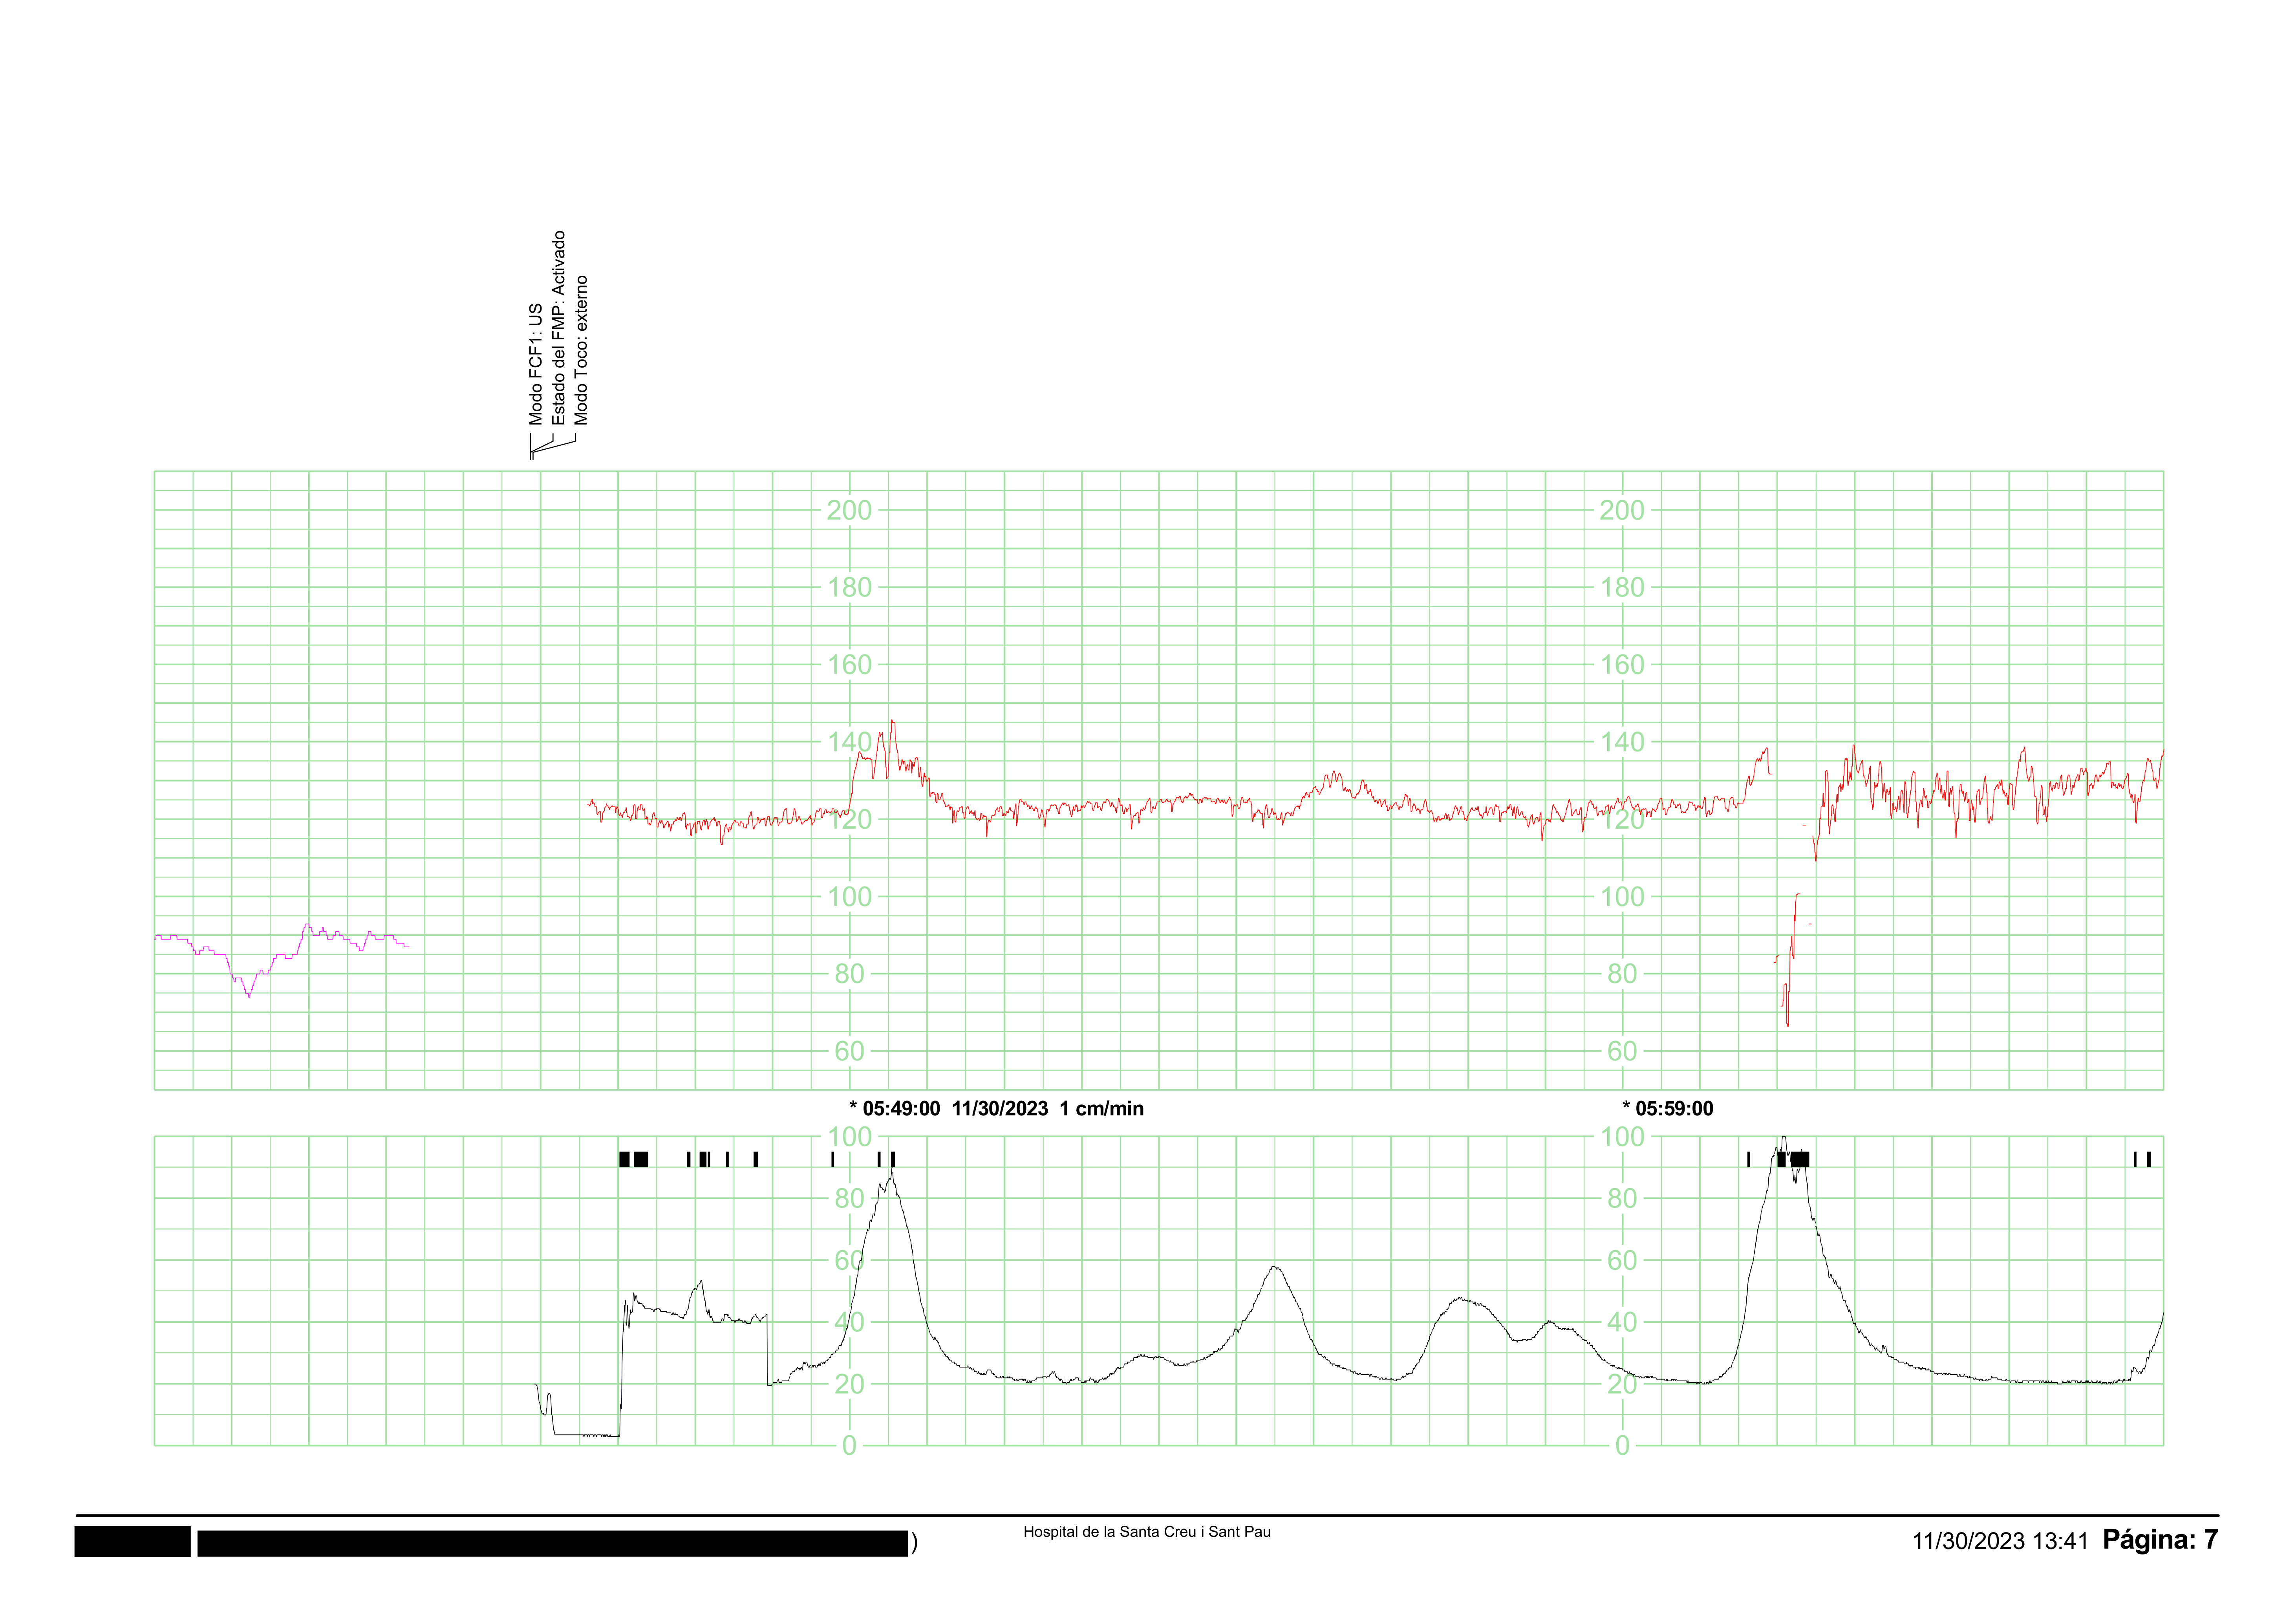 Modo FCF1: US
Estado del FMP: Activado
Modo Toco: externo
200 200
180 180
160 160
140 140
120 120
100 100
80 80
60 60
* 05:49:00 11/30/2023 1 cm/min * 05:59:00
100 100
80 80
60 60
40 40
20 20
0 0
) Hospital de la Santa Creu i Sant Pau 11/30/2023 13:41 Página: 7